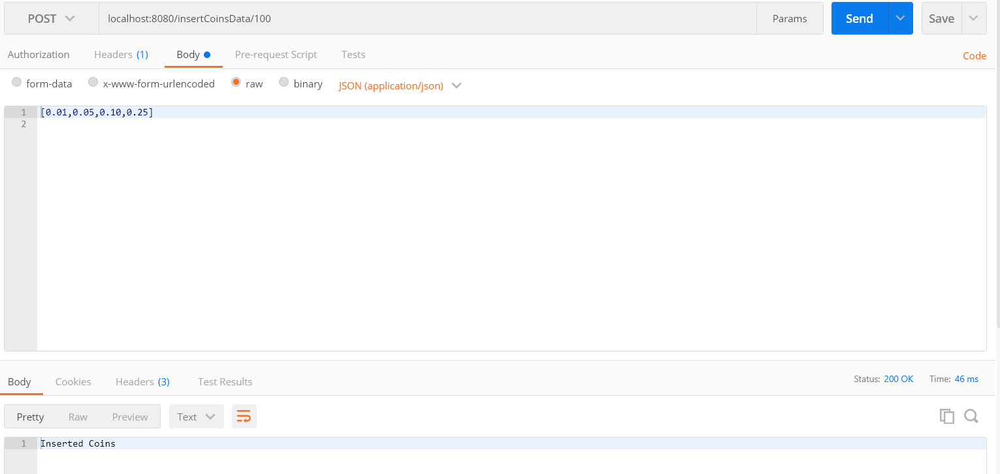 POST localhost:8080/insertCoinsData/100 Params Send Save
Authorization Headers (1) Body Pre-request Script Tests Code
form-data x-www-form-urlencoded raw binary JSON (application/json)
1 [0.01,0.05,0.10,0.25]
2
Body Cookies Headers (3) Test Results Status: 200 OK Time: 46 ms
Pretty Raw Preview Text
1 Inserted Coins